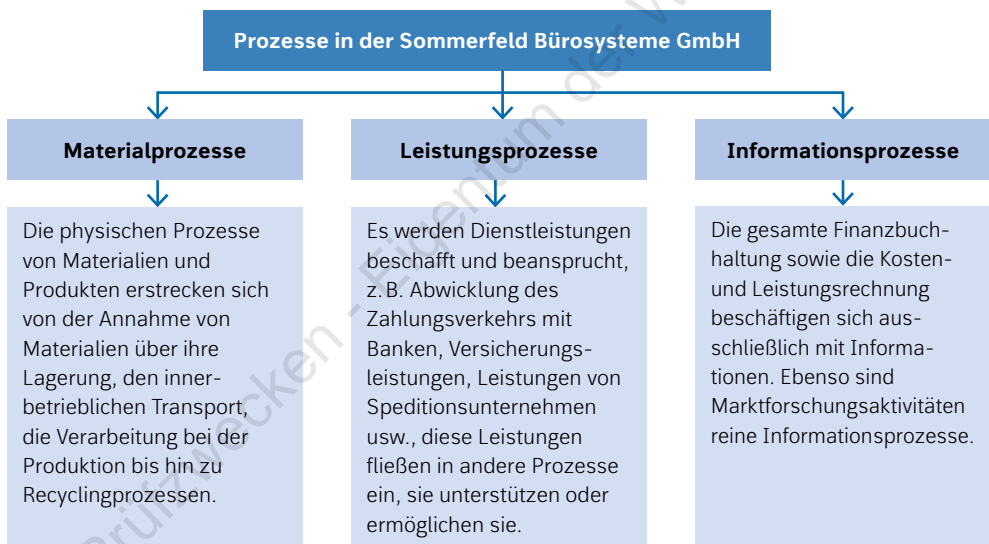 Prozesse in der Sommerfeld Bürosysteme GmbH
Materialprozesse
Die physischen Prozesse
von Materialien und
Produkten erstrecken sich
von der Annahme von
Materialien über ihre
Lagerung, den inner-
betrieblichen Transport,
die Verarbeitung bei der
Produktion bis hin zu
Recyclingprozessen.
Leistungsprozesse
Es werden Dienstleistungen
beschafft und beansprucht,
z. B. Abwicklung des
Zahlungsverkehrs mit
Banken, Versicherungs-
leistungen, Leistungen von
Speditionsunternehmen
usw., diese Leistungen
fließen in andere Prozesse
ein, sie unterstützen oder
ermöglichen sie.
Informationsprozesse
Die gesamte Finanzbuch-
haltung sowie die Kosten-
und Leistungsrechnung
beschäftigen sich aus-
schließlich mit Informa-
tionen. Ebenso sind
Marktforschungsaktivitäten
reine Informationsprozesse.
Prüfzwecken - Eigentum der